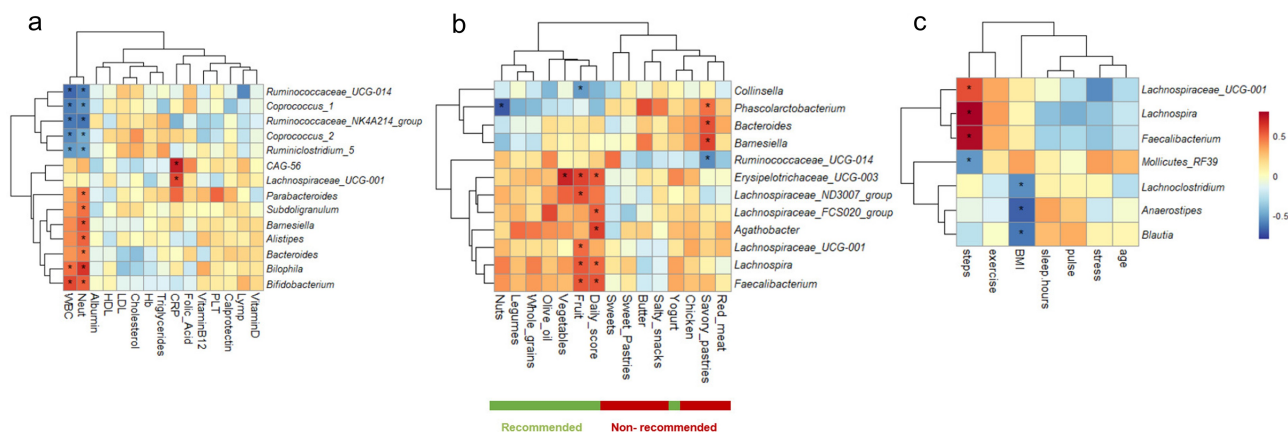 a
Ruminococcaceae_UCG-014
Coprococcus_1
Ruminococcaceae_NK4A214_group
Coprococcus_2
Ruminiclostridium_5
CAG-56
Lachnospiraceae_UCG-001
Parabacteroides
Subdoligranulum
Barnesiella
Alistipes
Bacteroides
Bilophila
Bifidobacterium
WBC
Neut
Albumin
HDL
LDL
Cholesterol
Hb
Triglycerides
CRP
Folic_Acid
VitaminB12
PLT
Calprotectin
Lymp
VitaminD
b
Collinsella
Phascolarctobacterium
Bacteroides
Barnesiella
Ruminococcaceae_UCG-014
Erysipelotrichaceae_UCG-003
Lachnospiraceae_ND3007_group
Lachnospiraceae_FCS020_group
Agathobacter
Lachnospiraceae_UCG-001
Lachnospira
Faecalibacterium
Nuts
Legumes
Whole_grains
Olive_oil
Vegetables
Fruit
Daily_score
Sweets
Sweet_Pastries
Butter
Salty_snacks
Yogurt
Chicken
Savory_pastries
Red_meat
Recommended
Non- recommended
c
Lachnospiraceae_UCG-001
Lachnospira
Faecalibacterium
Mollicutes_RF39
Lachnoclostridium
Anaerostipes
Blautia
steps
exercise
BMI
sleep.hours
pulse
stress
age
0.5
0
-0.5